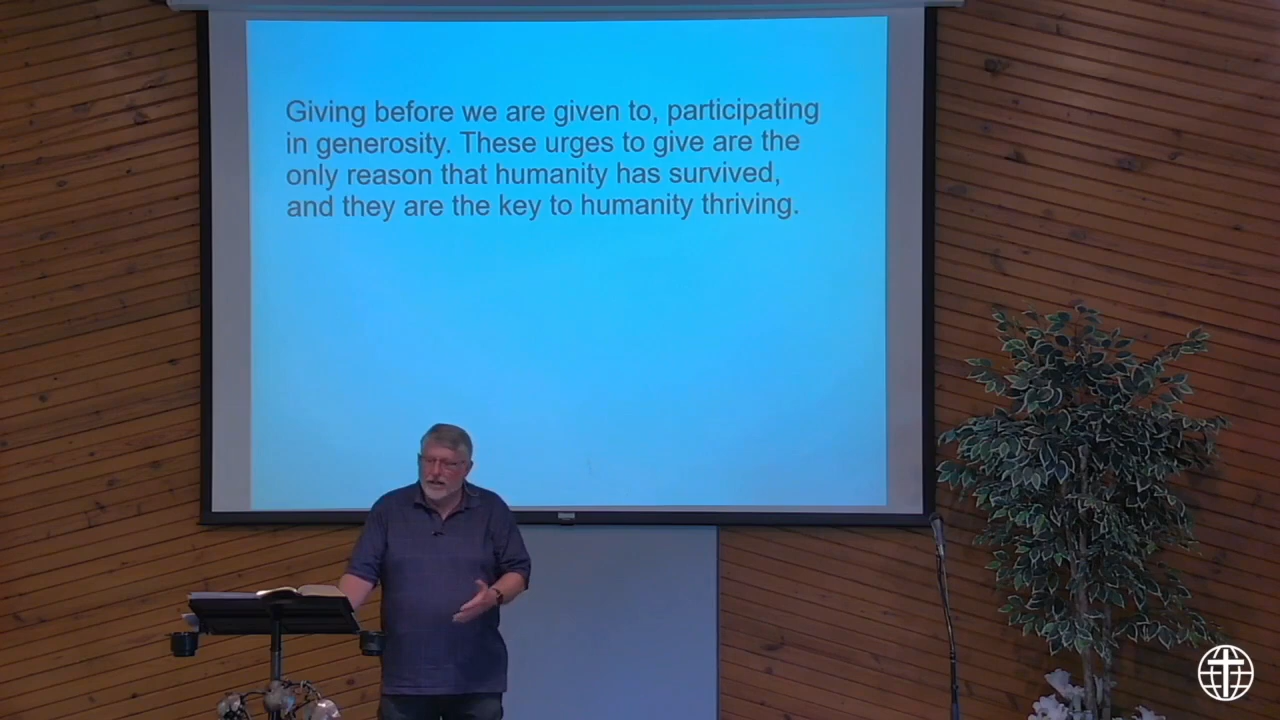 Giving before we are given to, participating
in generosity. These urges to give are the
only reason that humanity has survived,
and they are the key to humanity thriving.